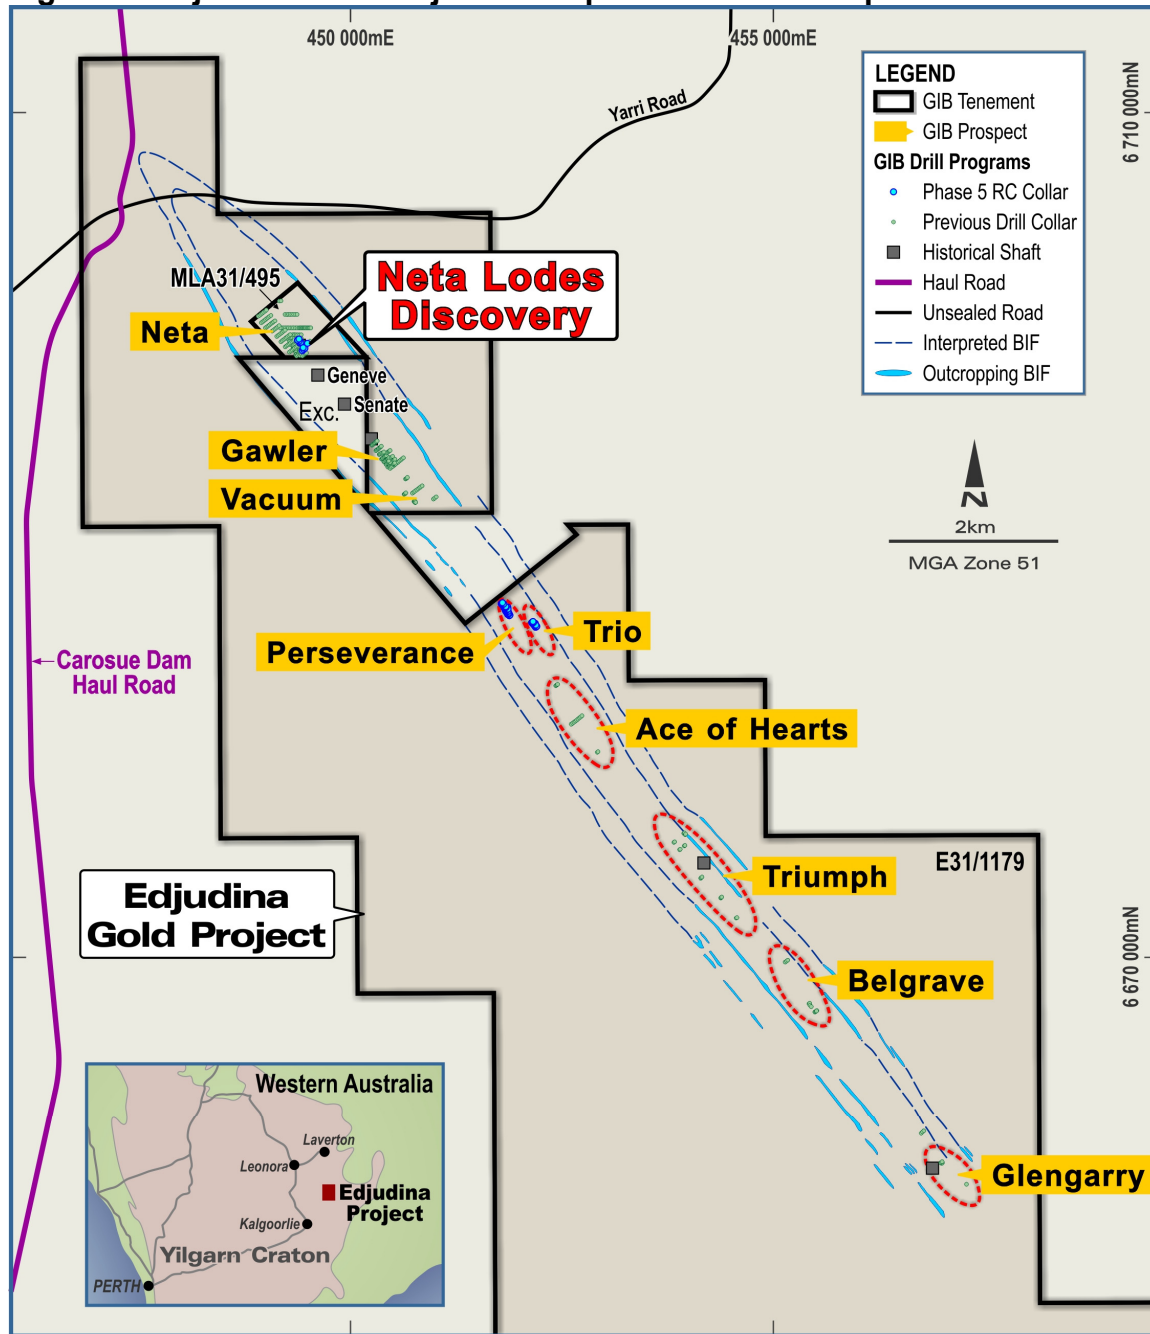 450 000mE
455 000mE
6 710 000mN
Yarri Road
LEGEND
GIB Tenement
GIB Prospect
GIB Drill Programs
Phase 5 RC Collar
Previous Drill Collar
Historical Shaft
Haul Road
Unsealed Road
Interpreted BIF
Outcropping BIF
MLA31/495
Neta Lodes
Discovery
Neta
Geneve
Exc.
Senate
Gawler
Vacuum
N
2km
MGA Zone 51
Perseverance
Trio
Carosue Dam
Haul Road
Ace of Hearts
E31/1179
Triumph
Edjudina
Gold Project
Belgrave
6 670 000mN
Western Australia
Laverton
Leonora
Edjudina
Project
Kalgoorlie
Yilgarn Craton
PERTH
Glengarry